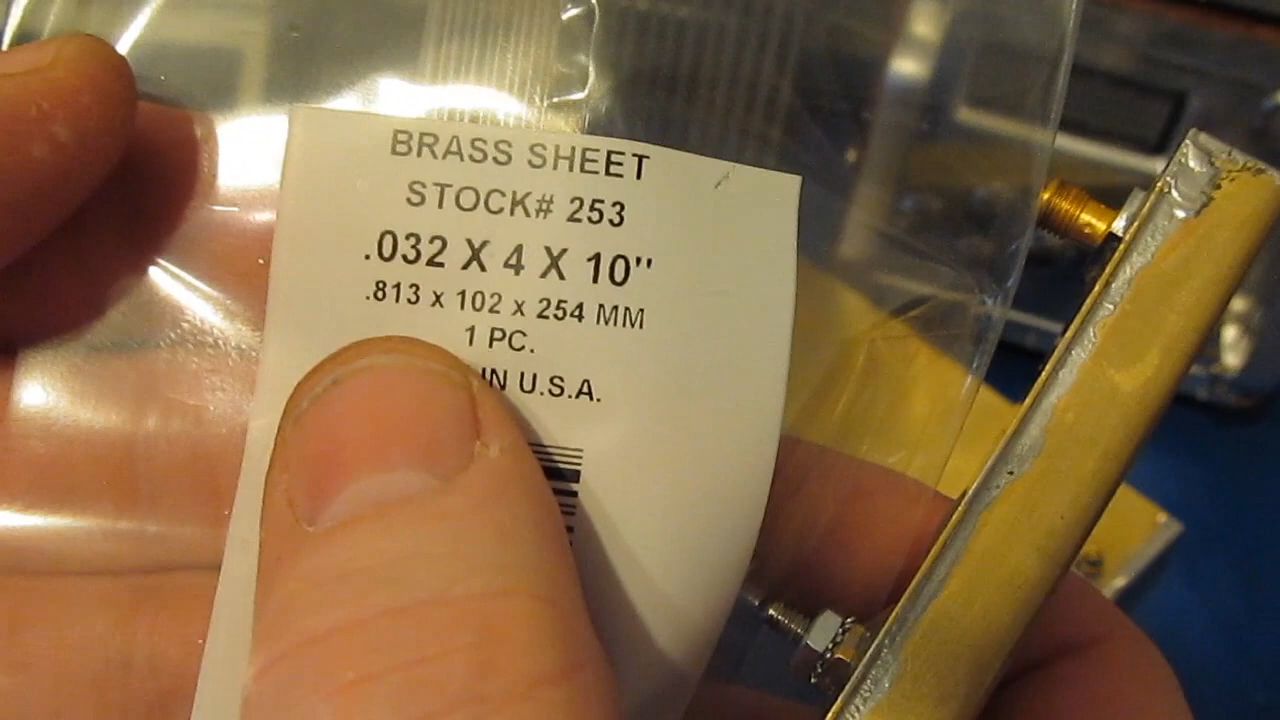 BRASS SHEET
STOCK# 253
.032 X 4 X 10"
.813 x 102 x 254 MM
1 PC.
IN U.S.A.